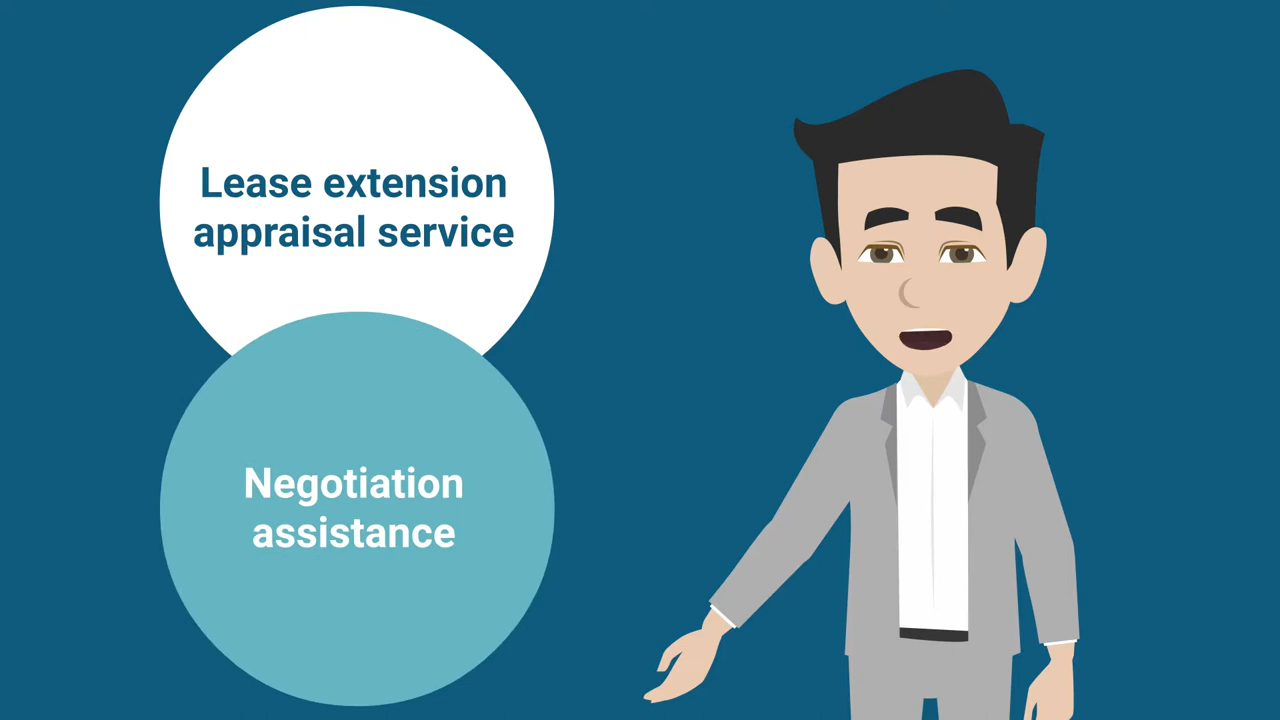 Lease extension
appraisal service
Negotiation
assistance